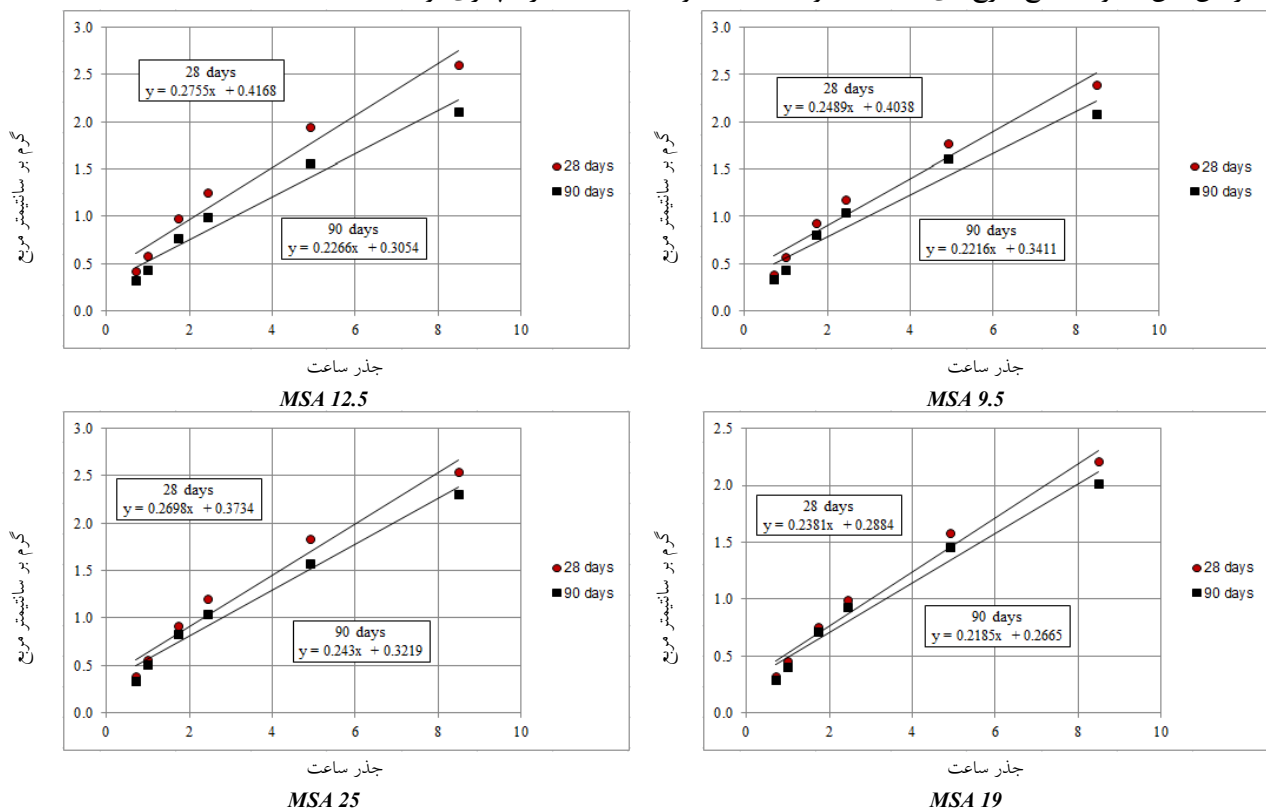 3.0
2.5
2.0
1.5
1.0
0.5
0.0
0 2 4 6 8 10
28 days
y = 0.2755x + 0.4168
90 days
y = 0.2266x + 0.3054
28 days
90 days
گرم بر سانتیمتر مربع
جذر ساعت
MSA 12.5
3.0
2.5
2.0
1.5
1.0
0.5
0.0
0 2 4 6 8 10
28 days
y = 0.2489x + 0.4038
90 days
y = 0.2216x + 0.3411
28 days
90 days
گرم بر سانتیمتر مربع
جذر ساعت
MSA 9.5
3.0
2.5
2.0
1.5
1.0
0.5
0.0
0 2 4 6 8 10
28 days
y = 0.2698x + 0.3734
90 days
y = 0.243x + 0.3219
28 days
90 days
گرم بر سانتیمتر مربع
جذر ساعت
MSA 25
2.5
2.0
1.5
1.0
0.5
0.0
0 2 4 6 8 10
28 days
y = 0.2381x + 0.2884
90 days
y = 0.2185x + 0.2665
28 days
90 days
گرم بر سانتیمتر مربع
جذر ساعت
MSA 19